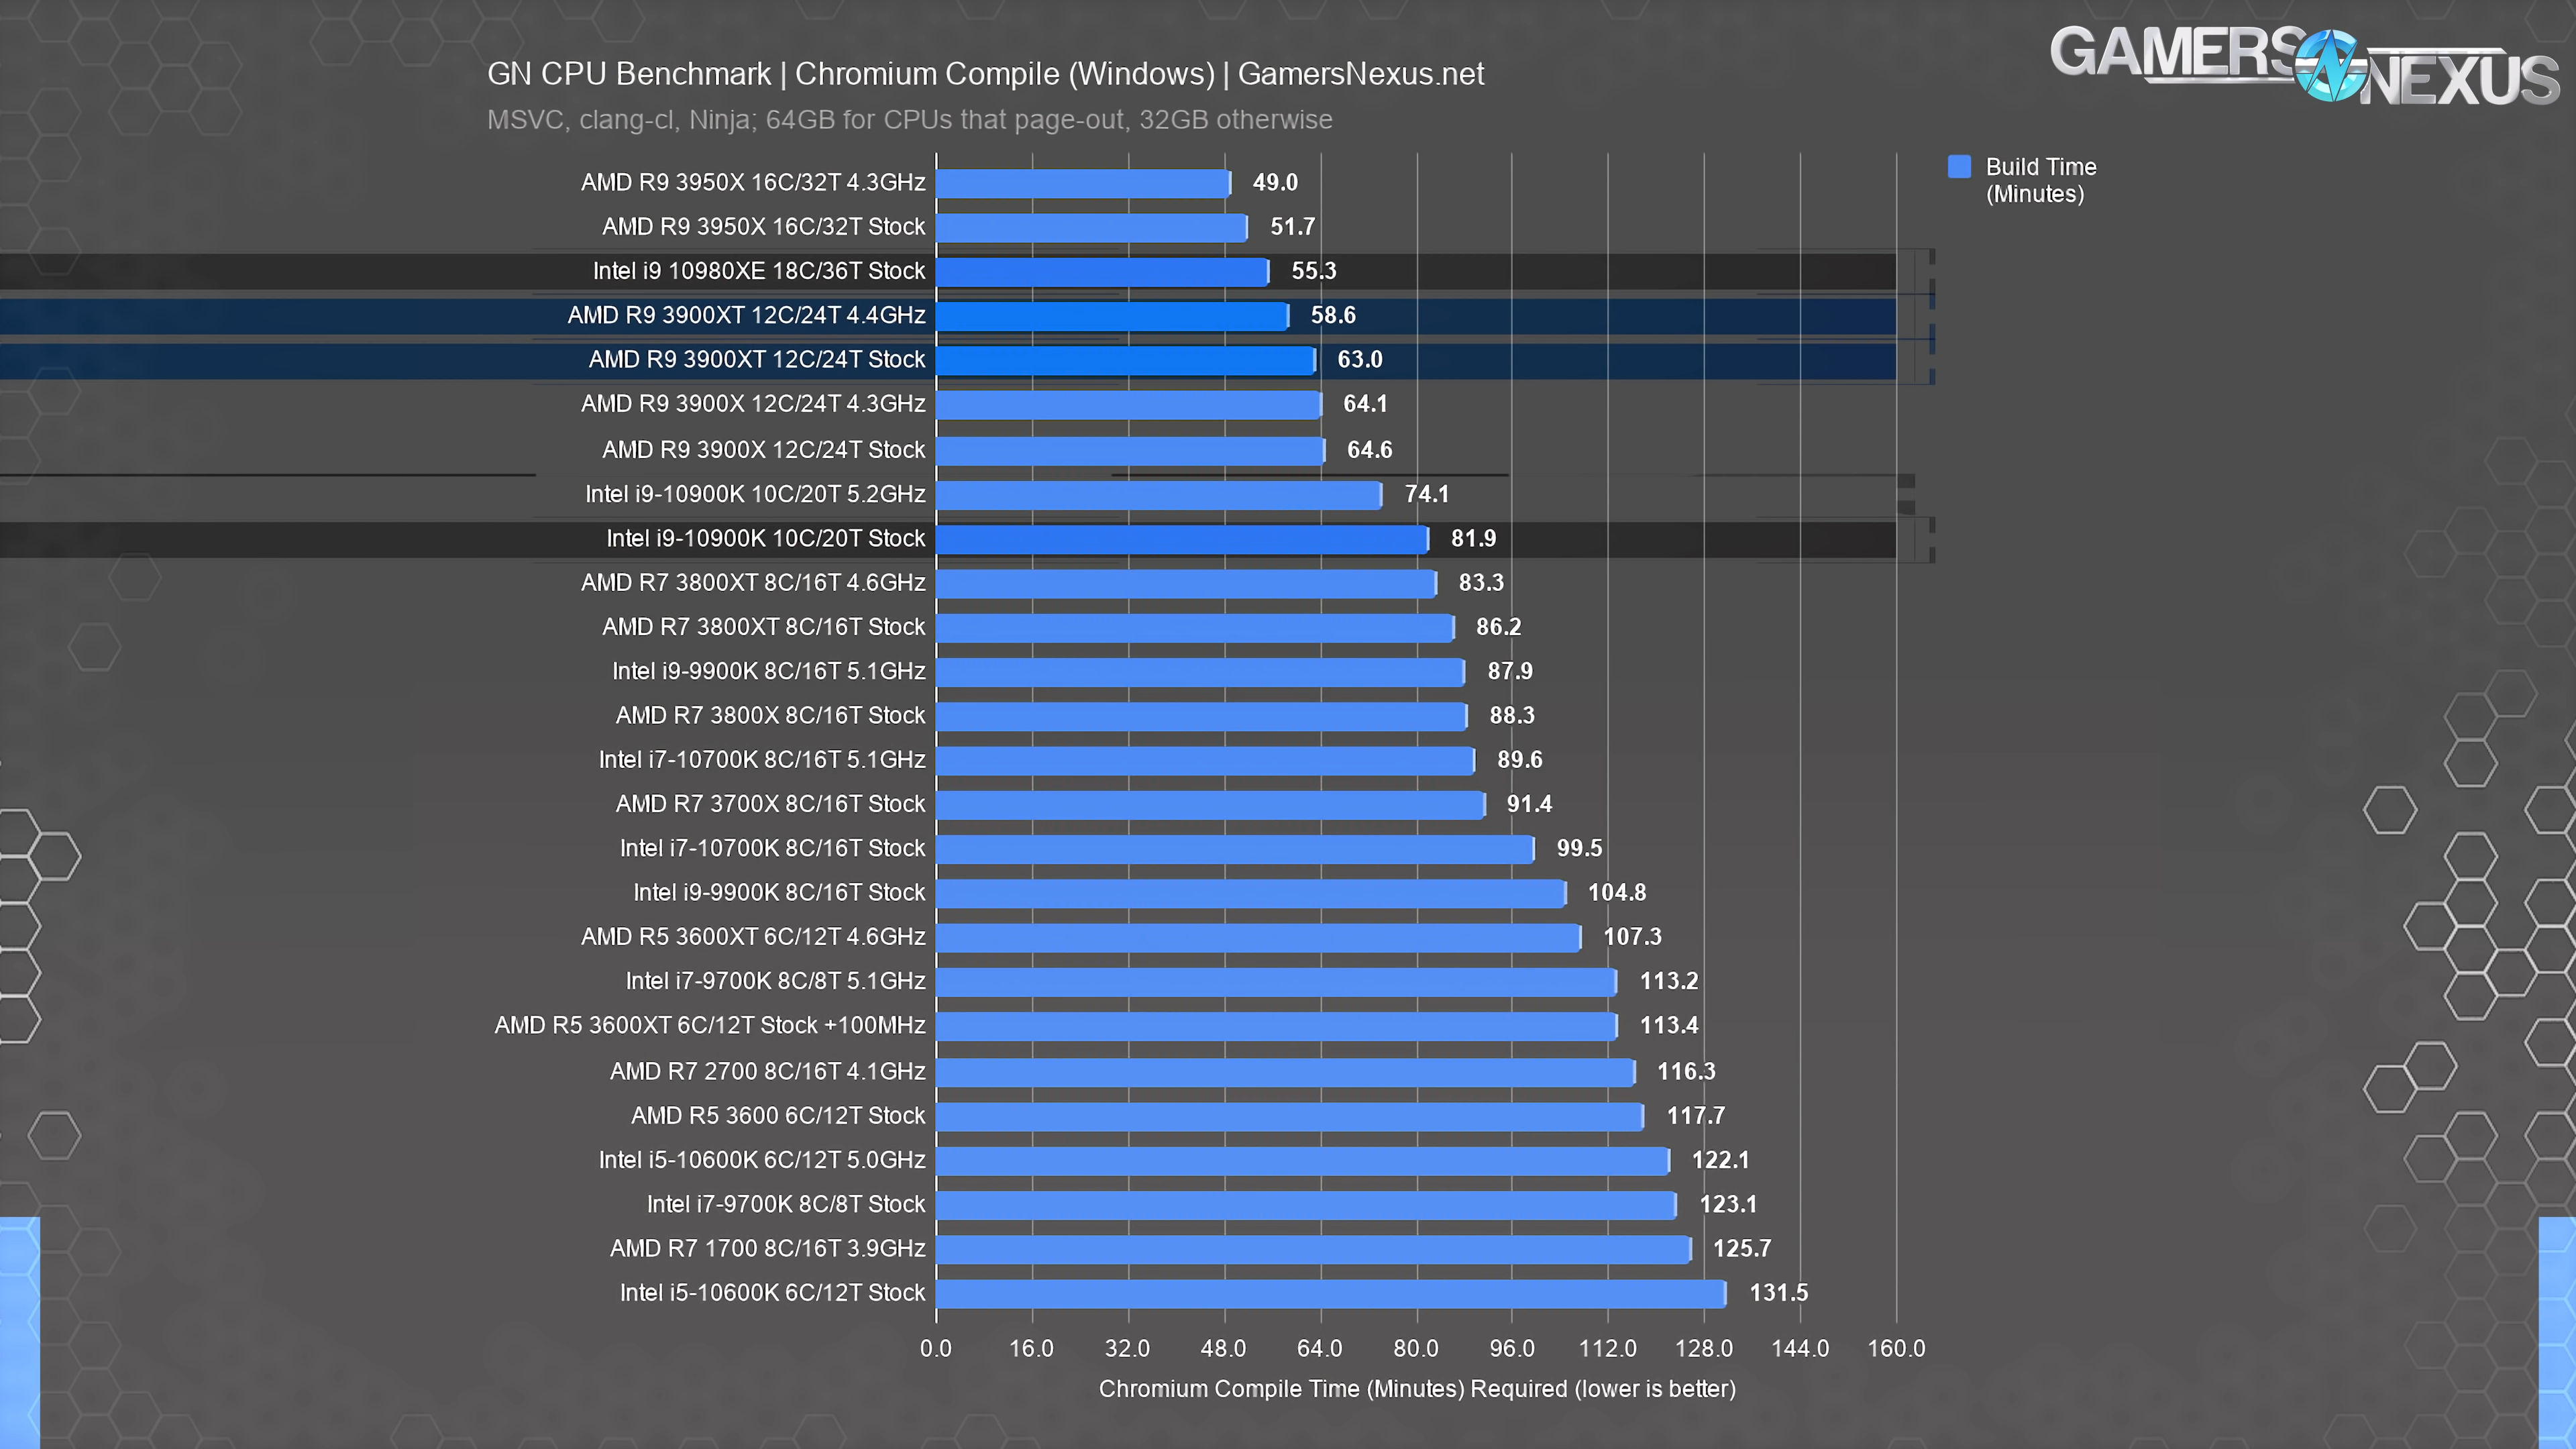 GAMERS NEXUS
GN CPU Benchmark | Chromium Compile (Windows) | GamersNexus.net
MSVC, clang-cl, Ninja; 64GB for CPUs that page-out, 32GB otherwise
Build Time
(Minutes)
AMD R9 3950X 16C/32T 4.3GHz 49.0
AMD R9 3950X 16C/32T Stock 51.7
Intel i9 10980XE 18C/36T Stock 55.3
AMD R9 3900XT 12C/24T 4.4GHz 58.6
AMD R9 3900XT 12C/24T Stock 63.0
AMD R9 3900X 12C/24T 4.3GHz 64.1
AMD R9 3900X 12C/24T Stock 64.6
Intel i9-10900K 10C/20T 5.2GHz 74.1
Intel i9-10900K 10C/20T Stock 81.9
AMD R7 3800XT 8C/16T 4.6GHz 83.3
AMD R7 3800XT 8C/16T Stock 86.2
Intel i9-9900K 8C/16T 5.1GHz 87.9
AMD R7 3800X 8C/16T Stock 88.3
Intel i7-10700K 8C/16T 5.1GHz 89.6
AMD R7 3700X 8C/16T Stock 91.4
Intel i7-10700K 8C/16T Stock 99.5
Intel i9-9900K 8C/16T Stock 104.8
AMD R5 3600XT 6C/12T 4.6GHz 107.3
Intel i7-9700K 8C/8T 5.1GHz 113.2
AMD R5 3600XT 6C/12T Stock +100MHz 113.4
AMD R7 2700 8C/16T 4.1GHz 116.3
AMD R5 3600 6C/12T Stock 117.7
Intel i5-10600K 6C/12T 5.0GHz 122.1
Intel i7-9700K 8C/8T Stock 123.1
AMD R7 1700 8C/16T 3.9GHz 125.7
Intel i5-10600K 6C/12T Stock 131.5
0.0 16.0 32.0 48.0 64.0 80.0 96.0 112.0 128.0 144.0 160.0
Chromium Compile Time (Minutes) Required (lower is better)